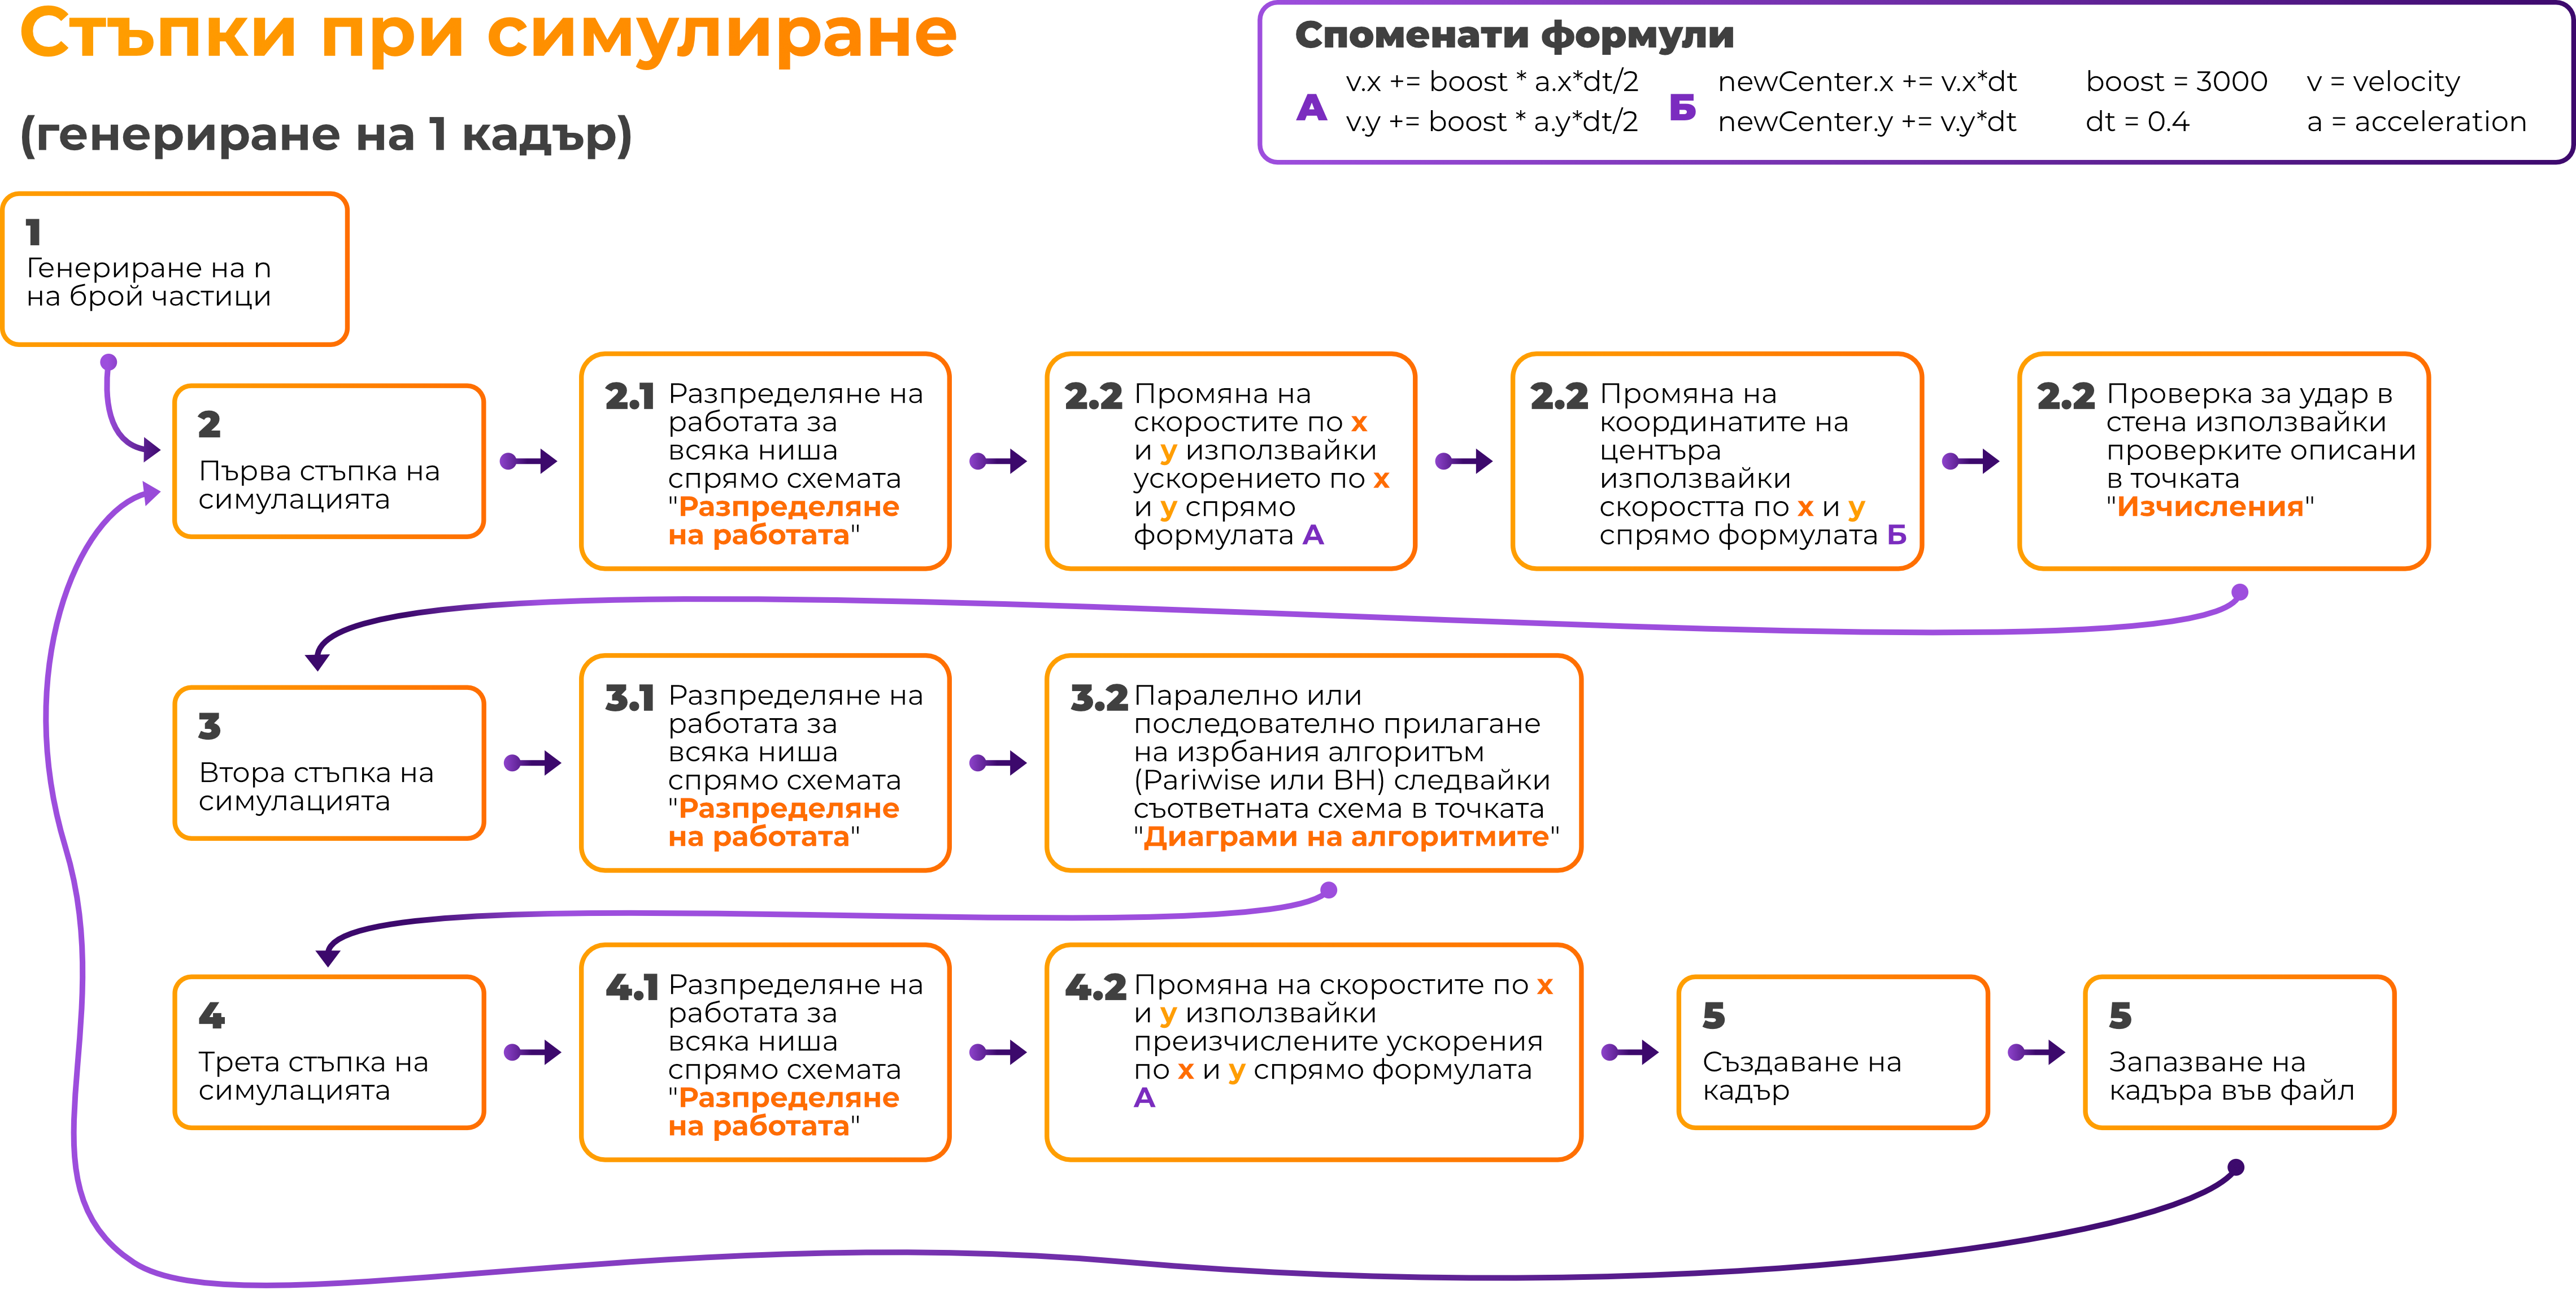 Стъпки при симулиране
(генериране на 1 кадър)
Споменати формули
А
v.x += boost * a.x*dt/2
v.y += boost * a.y*dt/2
Б
newCenter.x += v.x*dt
newCenter.y += v.y*dt
boost = 3000
dt = 0.4
v = velocity
a = acceleration
1
Генериране на n
на брой частици
2
Първа стъпка на
симулацията
2.1
Разпределяне на
работата за
всяка ниша
спрямо схемата
"Разпределяне
на работата"
2.2
Промяна на
скоростите по x
и y използвайки
ускорението по x
и y спрямо
формулата А
2.2
Промяна на
координатите на
центъра
използвайки
скоростта по x и y
спрямо формулата Б
2.2
Проверка за удар в
стена използвайки
проверките описани
в точката
"Изчисления"
3
Втора стъпка на
симулацията
3.1
Разпределяне на
работата за
всяка ниша
спрямо схемата
"Разпределяне
на работата"
3.2
Паралелно или
последователно прилагане
на изрбания алгоритъм
(Pariwise или BH) следвайки
съответната схема в точката
"Диаграми на алгоритмите"
4
Трета стъпка на
симулацията
4.1
Разпределяне на
работата за
всяка ниша
спрямо схемата
"Разпределяне
на работата"
4.2
Промяна на скоростите по x
и y използвайки
преизчислените ускорения
по x и y спрямо формулата
А
5
Създаване на
кадър
5
Запазване на
кадъра във файл